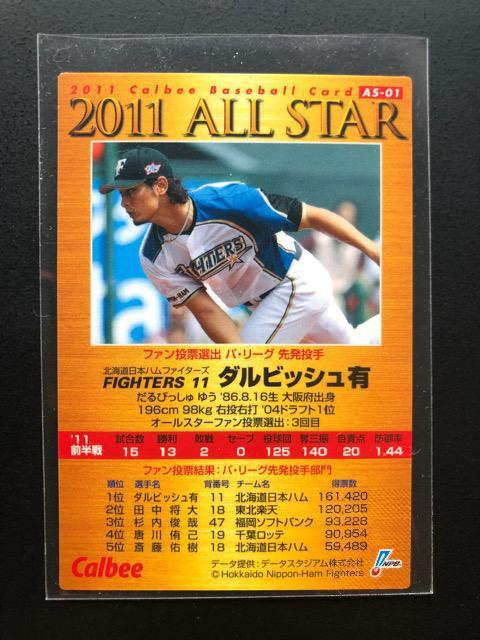 2011 Calbee Baseball Card AS-01
2011 ALL STAR
F
FIGHTERS
ファン投票選出 パ・リーグ 先発投手
北海道日本ハムファイターズ
FIGHTERS 11 ダルビッシュ有
だるびっしゅ ゆう '86.8.16生 大阪府出身
196cm 98kg 右投右打 '04ドラフト1位
オールスターファン投票選出:3回目
'11 前半戦 試合数 勝利 敗戦 セーブ 投球回 奪三振 自責点 防御率
15 13 2 0 125 140 20 1.44
ファン投票結果:パ・リーグ先発投手部門
順位 選手名 背番号 チーム名 得票数
1位 ダルビッシュ有 11 北海道日本ハム 161,420
2位 田中将大 18 東北楽天 120,205
3位 杉内俊哉 47 福岡ソフトバンク 93,228
4位 唐川侑己 19 千葉ロッテ 90,954
5位 斎藤佑樹 18 北海道日本ハム 59,489
Calbee
データ提供:データスタジアム株式会社
© Hokkaido Nippon-Ham Fighters
NPB